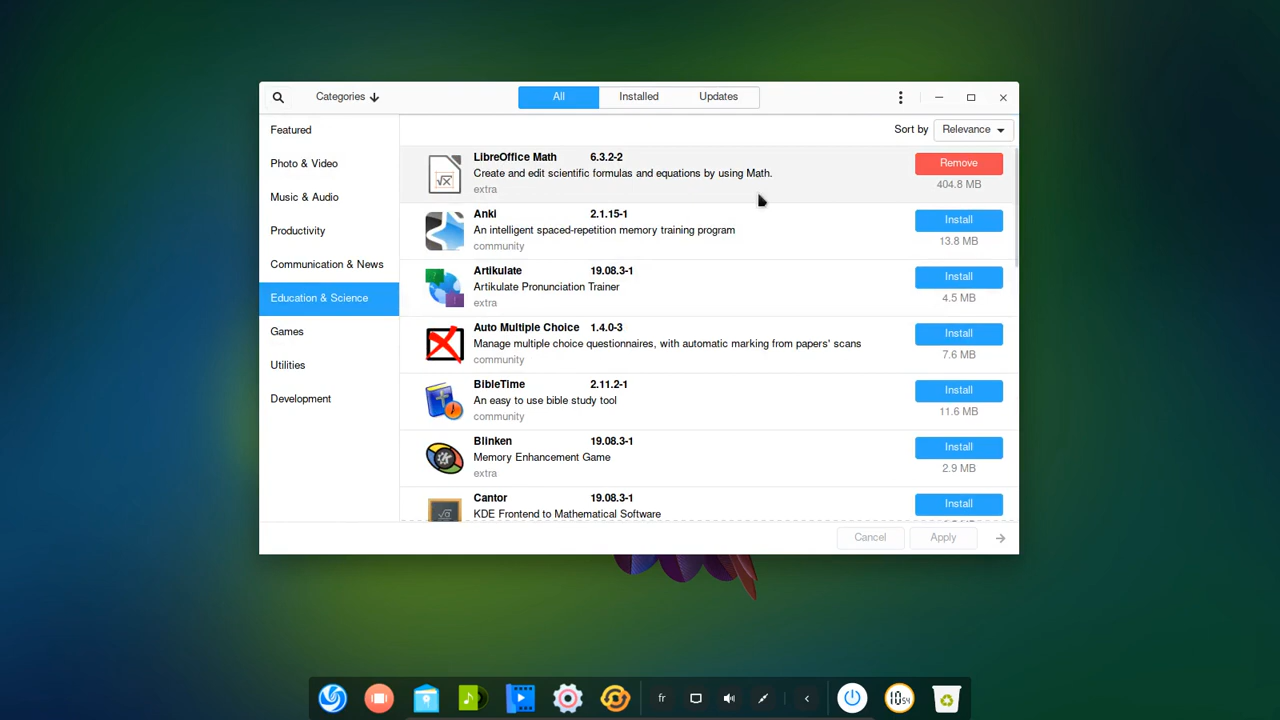 Categories
All
Installed
Updates
Featured
Photo & Video
Music & Audio
Productivity
Communication & News
Education & Science
Games
Utilities
Development
Sort by
Relevance
LibreOffice Math 6.3.2-2
Create and edit scientific formulas and equations by using Math.
extra
Remove
404.8 MB
Anki 2.1.15-1
An intelligent spaced-repetition memory training program
community
Install
13.8 MB
Artikulate 19.08.3-1
Artikulate Pronunciation Trainer
extra
Install
4.5 MB
Auto Multiple Choice 1.4.0-3
Manage multiple choice questionnaires, with automatic marking from papers' scans
community
Install
7.6 MB
BibleTime 2.11.2-1
An easy to use bible study tool
community
Install
11.6 MB
Blinken 19.08.3-1
Memory Enhancement Game
extra
Install
2.9 MB
Cantor 19.08.3-1
KDE Frontend to Mathematical Software
Install
Cancel
Apply
fr
10 54